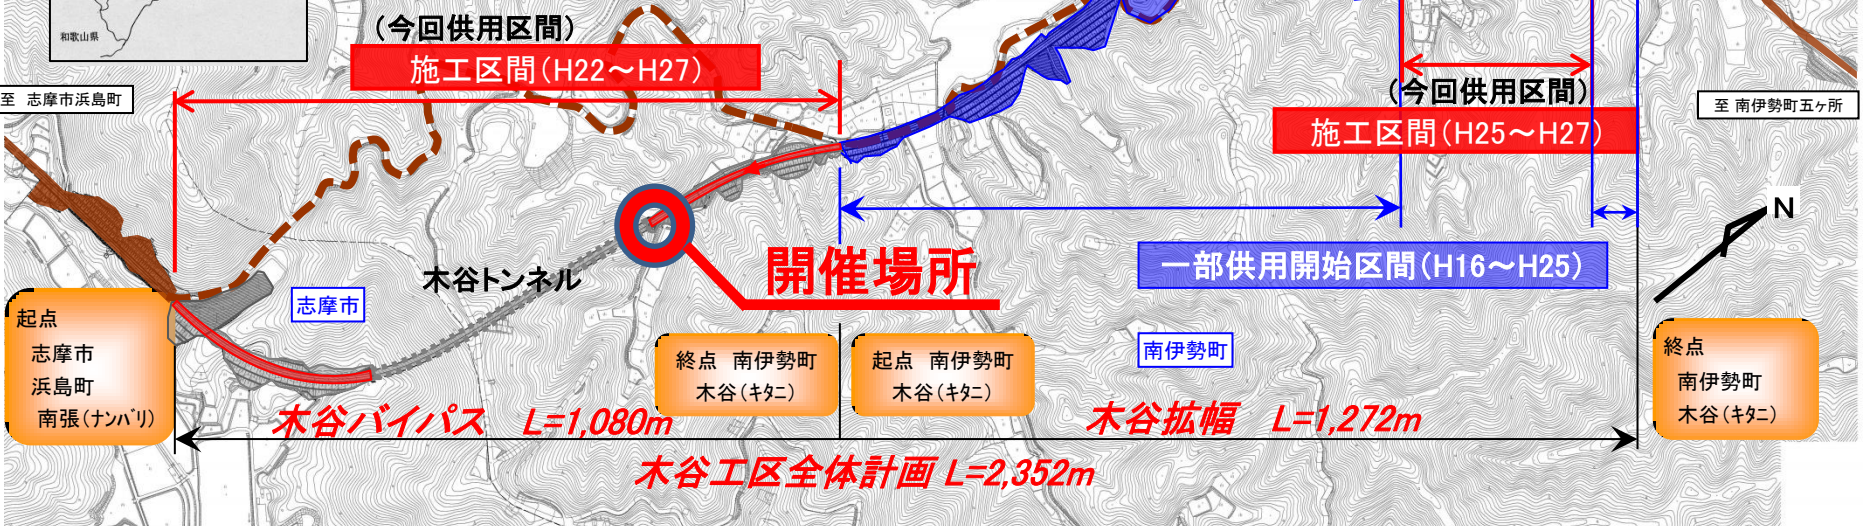 和歌山県
(今回供用区間)
施工区間(H22～H27)
至 志摩市浜島町
(今回供用区間)
施工区間(H25～H27)
至 南伊勢町五ヶ所
N
一部供用開始区間(H16～H25)
開催場所
木谷トンネル
志摩市
南伊勢町
起点
志摩市
浜島町
南張(ナンバリ)
終点 南伊勢町
木谷(キタニ)
起点 南伊勢町
木谷(キタニ)
終点
南伊勢町
木谷(キタニ)
木谷バイパス L=1,080m
木谷拡幅 L=1,272m
木谷工区全体計画 L=2,352m